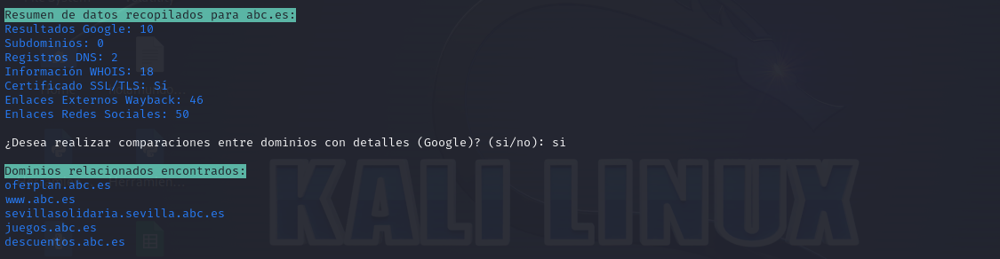 Resumen de datos recopilados para abc.es:
Resultados Google: 10
Subdominios: 0
Registros DNS: 2
Información WHOIS: 18
Certificado SSL/TLS: Sí
Enlaces Externos Wayback: 46
Enlaces Redes Sociales: 50
¿Desea realizar comparaciones entre dominios con detalles (Google)? (si/no): si
Dominios relacionados encontrados:
oferplan.abc.es
www.abc.es
sevillasolidaria.sevilla.abc.es
juegos.abc.es
descuentos.abc.es
KALI LINUX